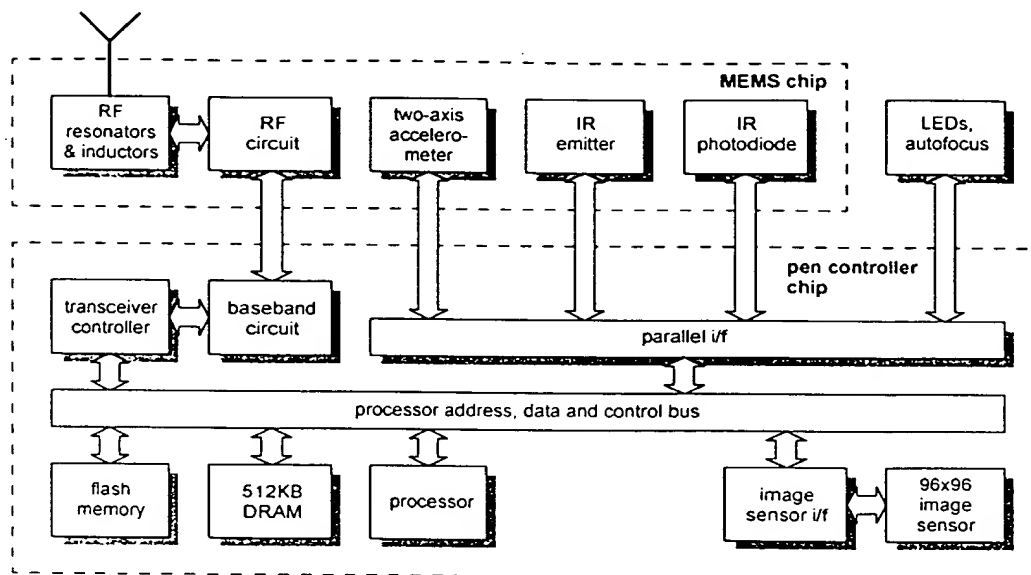 MEMS chip
RF
resonators
& inductors
RF
circuit
two-axis
accelero-
meter
IR
emitter
IR
photodiode
LEDs,
autofocus
pen controller
chip
transceiver
controller
baseband
circuit
parallel i/f
processor address, data and control bus
flash
memory
512KB
DRAM
processor
image
sensor i/f
96x96
image
sensor